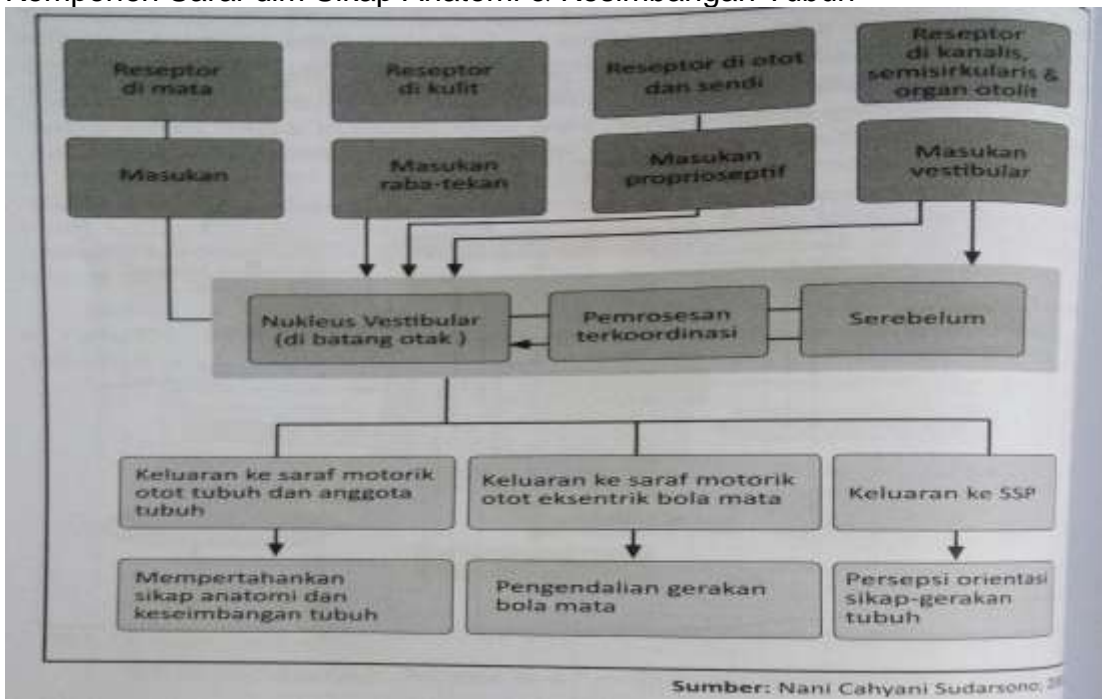 Komponen Saraf dlm Sikap Anatomi & Keseimbangan Tubuh
Reseptor
di mata
Reseptor
di kulit
Reseptor di otot
dan sendi
Reseptor
di kanalis,
semisirkularis &
organ otolit
Masukan
Masukan
raba-tekan
Masukan
proprioseptif
Masukan
vestibular
Nukleus Vestibular
(di batang otak )
Pemrosesan
terkoordinasi
Serebelum
Keluaran ke saraf motorik
otot tubuh dan anggota
tubuh
Keluaran ke saraf motorik
otot eksentrik bola mata
Keluaran ke SSP
Mempertahankan
sikap anatomi dan
keseimbangan tubuh
Pengendalian gerakan
bola mata
Persepsi orientasi
sikap-gerakan
tubuh
Sumber: Nani Cahyani Sudarsono,